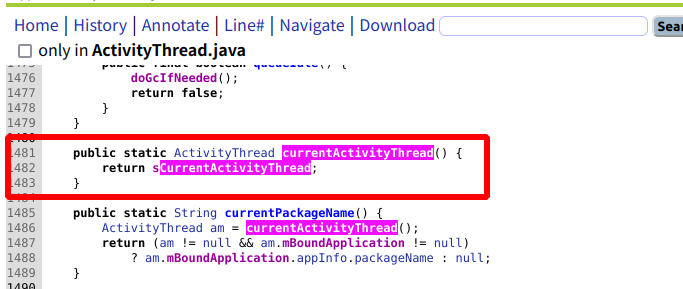 Home | History | Annotate | Line# | Navigate | Download Sear
only in ActivityThread.java
1475 public final boolean queueIdle() {
1476 doGcIfNeeded();
1477 return false;
1478 }
1479 }
1480
1481 public static ActivityThread currentActivityThread() {
1482 return sCurrentActivityThread;
1483 }
1484
1485 public static String currentPackageName() {
1486 ActivityThread am = currentActivityThread();
1487 return (am != null && am.mBoundApplication != null)
1488 ? am.mBoundApplication.appInfo.packageName : null;
1489 }
1490